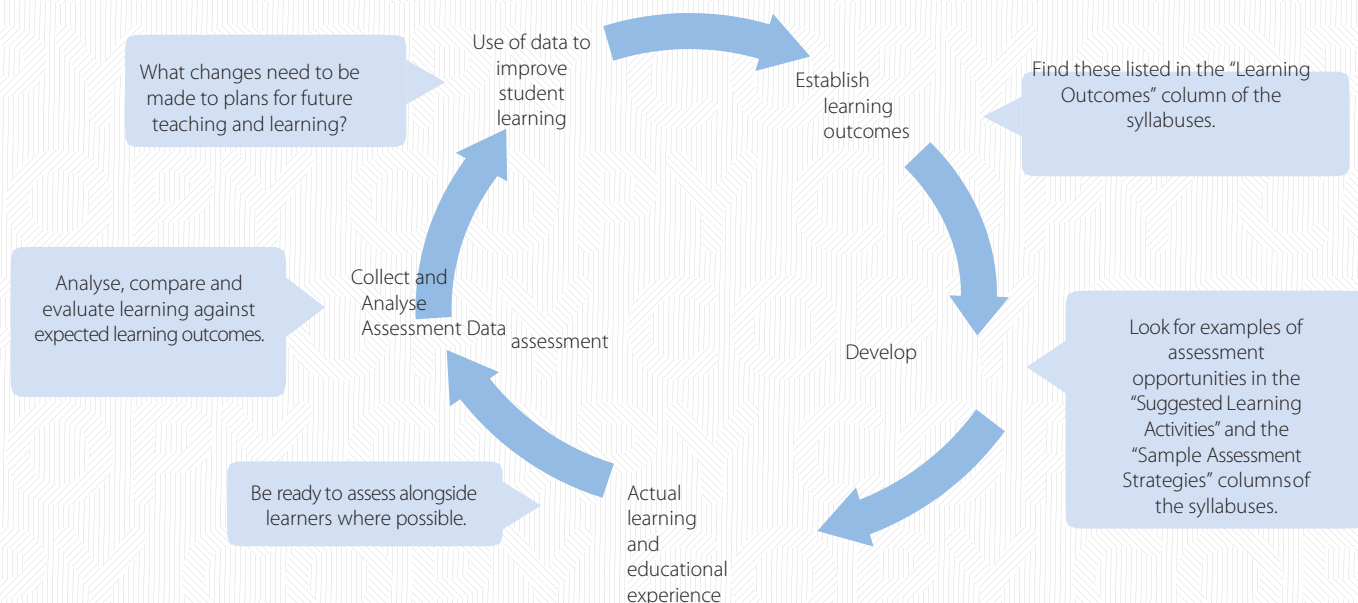 Use of data to
improve
student
learning
What changes need to be
made to plans for future
teaching and learning?
Establish
learning
outcomes
Find these listed in the “Learning
Outcomes” column of the
syllabuses.
Develop
assessment
Look for examples of
assessment
opportunities in the
“Suggested Learning
Activities” and the
“Sample Assessment
Strategies” columns of
the syllabuses.
Actual
learning
and
educational
experience
Be ready to assess alongside
learners where possible.
Collect and
Analyse
Assessment Data
Analyse, compare and
evaluate learning against
expected learning outcomes.